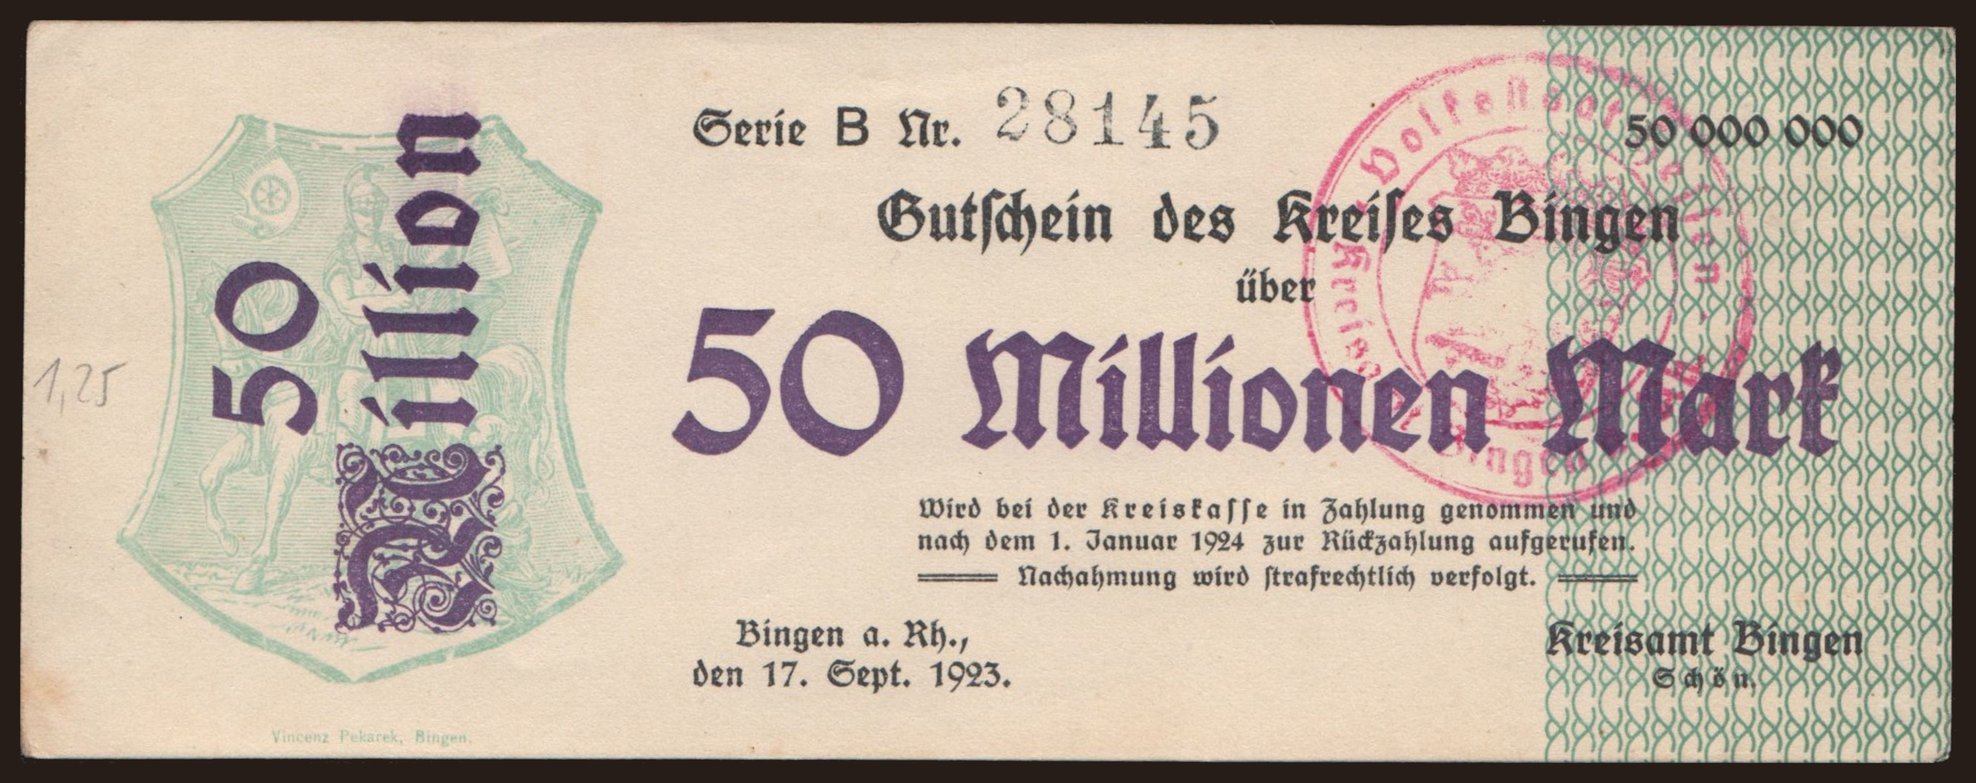 Serie B Nr. 28145
50 000 000
Gutschein des Kreises Bingen
über
50 Millionen Mark
Wird bei der Kreiskasse in Zahlung genommen und
nach dem 1. Januar 1924 zur Rückzahlung aufgerufen.
Nachahmung wird strafrechtlich verfolgt.
Bingen a. Rh.,
den 17. Sept. 1923.
Kreisamt Bingen
Schön.
50
Million
1,25
Vincenz Pekarek, Bingen.
Kreis
Bingen